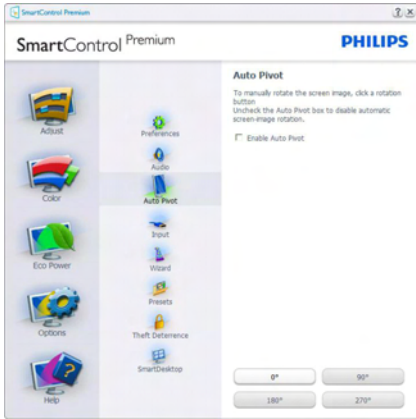 SmartControl Premium
SmartControl Premium
PHILIPS
Adjust
Color
Eco Power
Options
Help
Preferences
Audio
Auto Pivot
Input
Wizard
Presets
Theft Deterrence
SmartDesktop
Auto Pivot
To manually rotate the screen image, click a rotation
button
Uncheck the Auto Pivot box to disable automatic
screen-image rotation.
Enable Auto Pivot
0°
90°
180°
270°